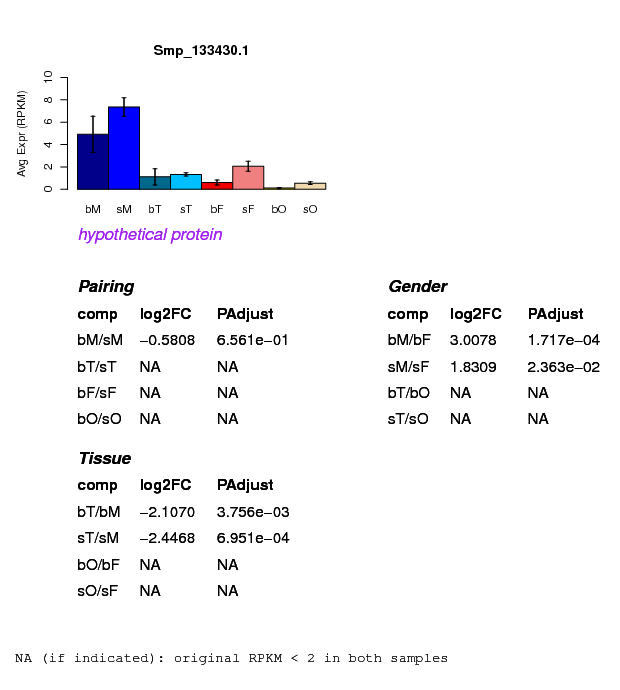 Smp_133430.1
Avg Expr (RPKM)
0 2 4 6 8 10
bM sM bT sT bF sF bO sO
hypothetical protein
Pairing
comp log2FC PAdjust
bM/sM −0.5808 6.561e−01
bT/sT NA NA
bF/sF NA NA
bO/sO NA NA
Gender
comp log2FC PAdjust
bM/bF 3.0078 1.717e−04
sM/sF 1.8309 2.363e−02
bT/bO NA NA
sT/sO NA NA
Tissue
comp log2FC PAdjust
bT/bM −2.1070 3.756e−03
sT/sM −2.4468 6.951e−04
bO/bF NA NA
sO/sF NA NA
NA (if indicated): original RPKM < 2 in both samples